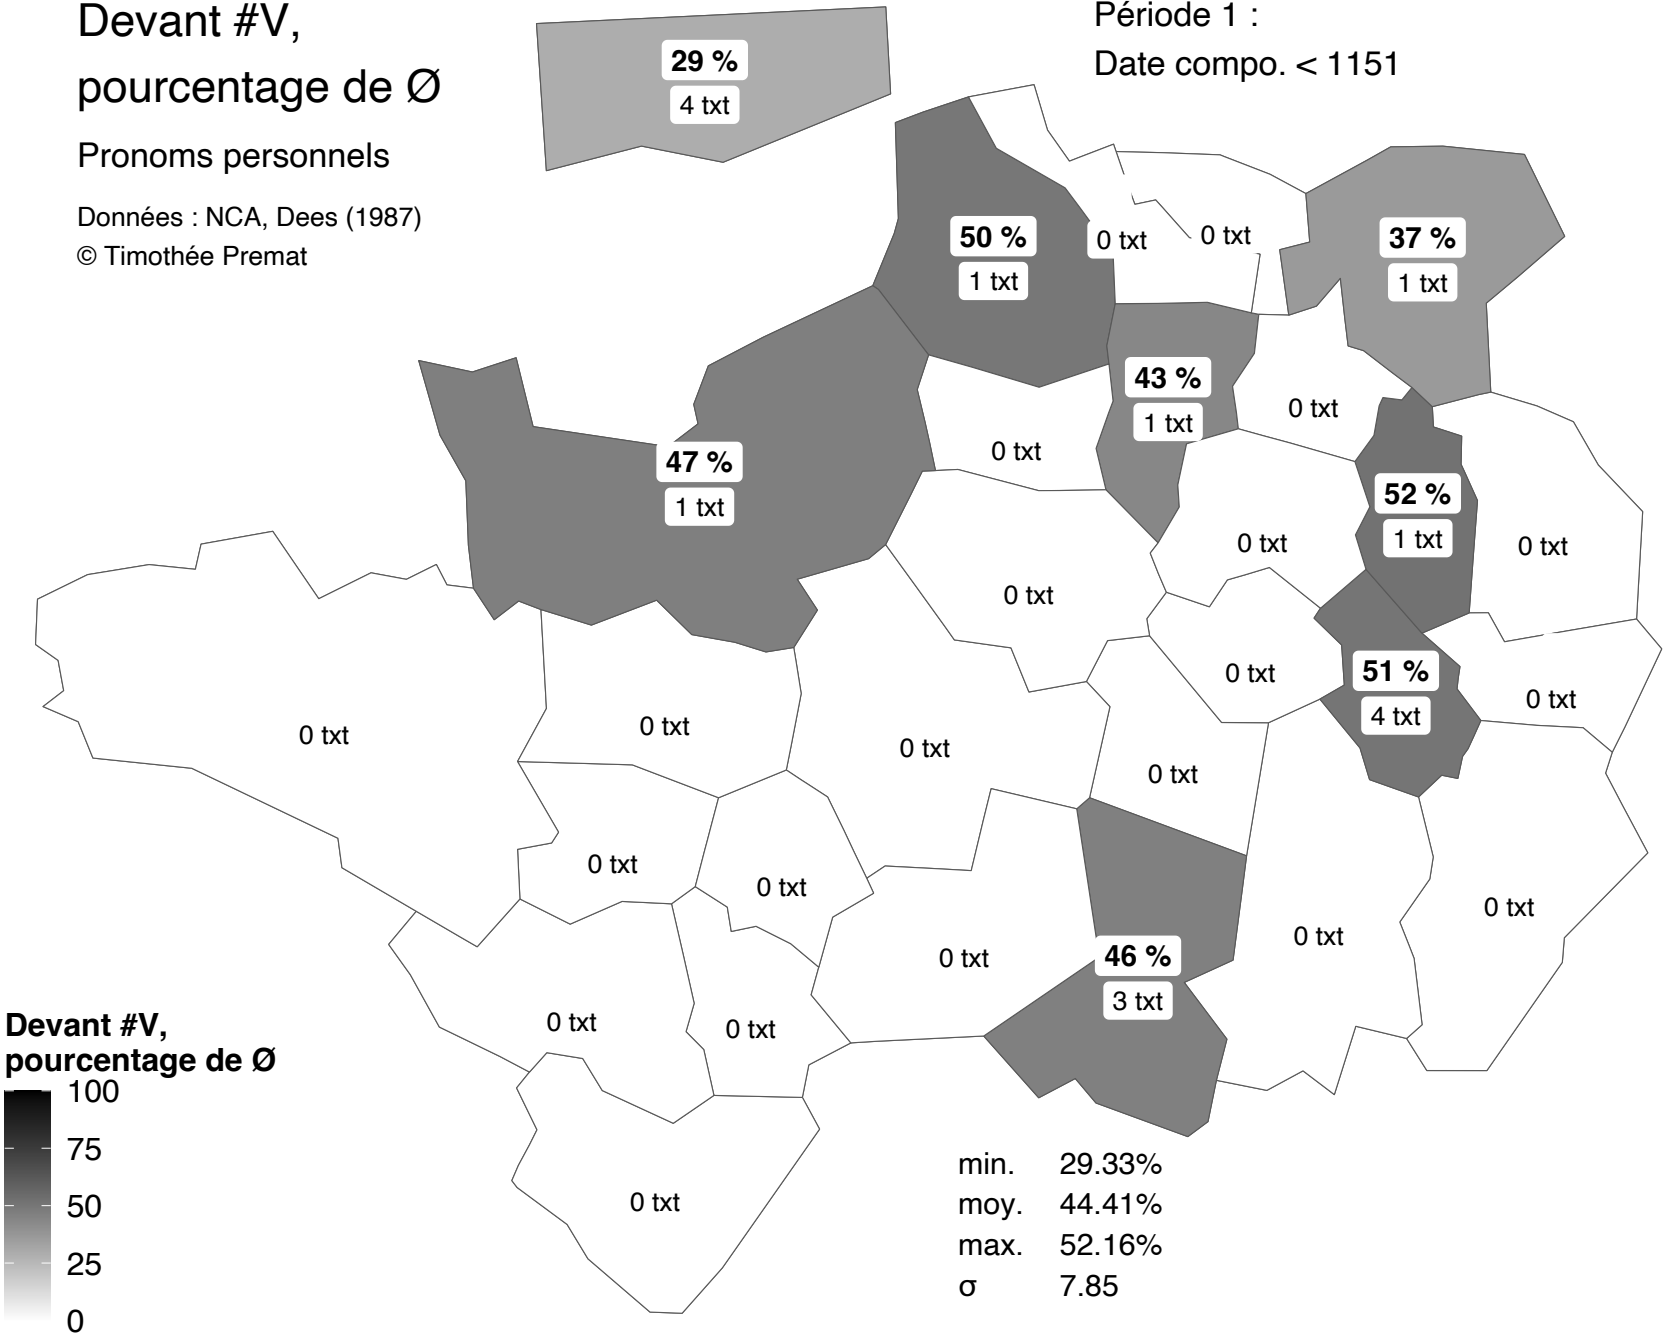 Devant #V,
pourcentage de Ø
Pronoms personnels
Données : NCA, Dees (1987)
© Timothée Premat
Période 1 :
Date compo. < 1151
29 %
4 txt
50 %
1 txt
0 txt
0 txt
37 %
1 txt
43 %
1 txt
0 txt
0 txt
47 %
1 txt
52 %
1 txt
0 txt
0 txt
0 txt
0 txt
51 %
4 txt
0 txt
0 txt
0 txt
0 txt
0 txt
0 txt
0 txt
0 txt
0 txt
0 txt
46 %
3 txt
0 txt
0 txt
0 txt
0 txt
Devant #V,
pourcentage de Ø
100
75
50
25
0
min. 29.33%
moy. 44.41%
max. 52.16%
σ 7.85